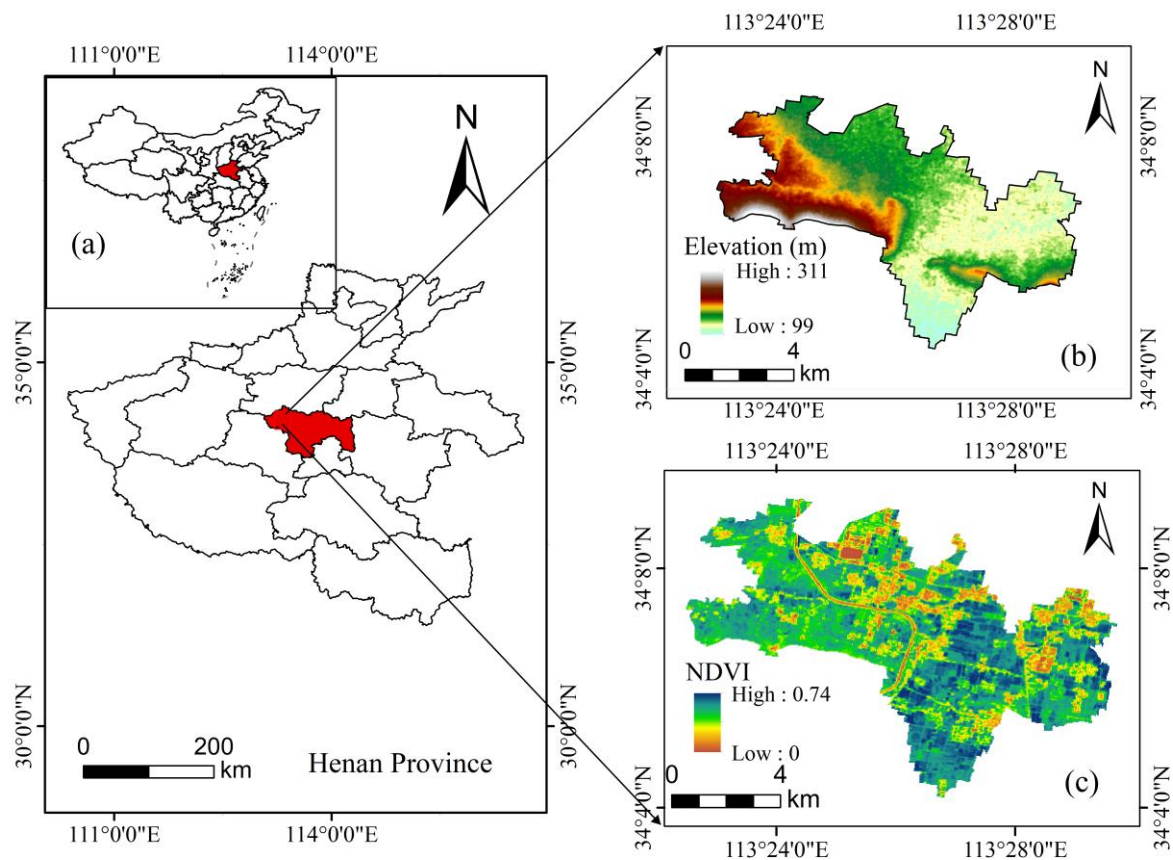 111°0'0"E 114°0'0"E
N
(a)
35°0'0"N
35°0'0"N
30°0'0"N
30°0'0"N
0 200
km
Henan Province
111°0'0"E 114°0'0"E
113°24'0"E 113°28'0"E
N
34°8'0"N
34°8'0"N
Elevation (m)
High : 311
Low : 99
0 4
km
(b)
34°4'0"N
34°4'0"N
113°24'0"E 113°28'0"E
113°24'0"E 113°28'0"E
N
34°8'0"N
34°8'0"N
NDVI
High : 0.74
Low : 0
0 4
km
(c)
34°4'0"N
34°4'0"N
113°24'0"E 113°28'0"E